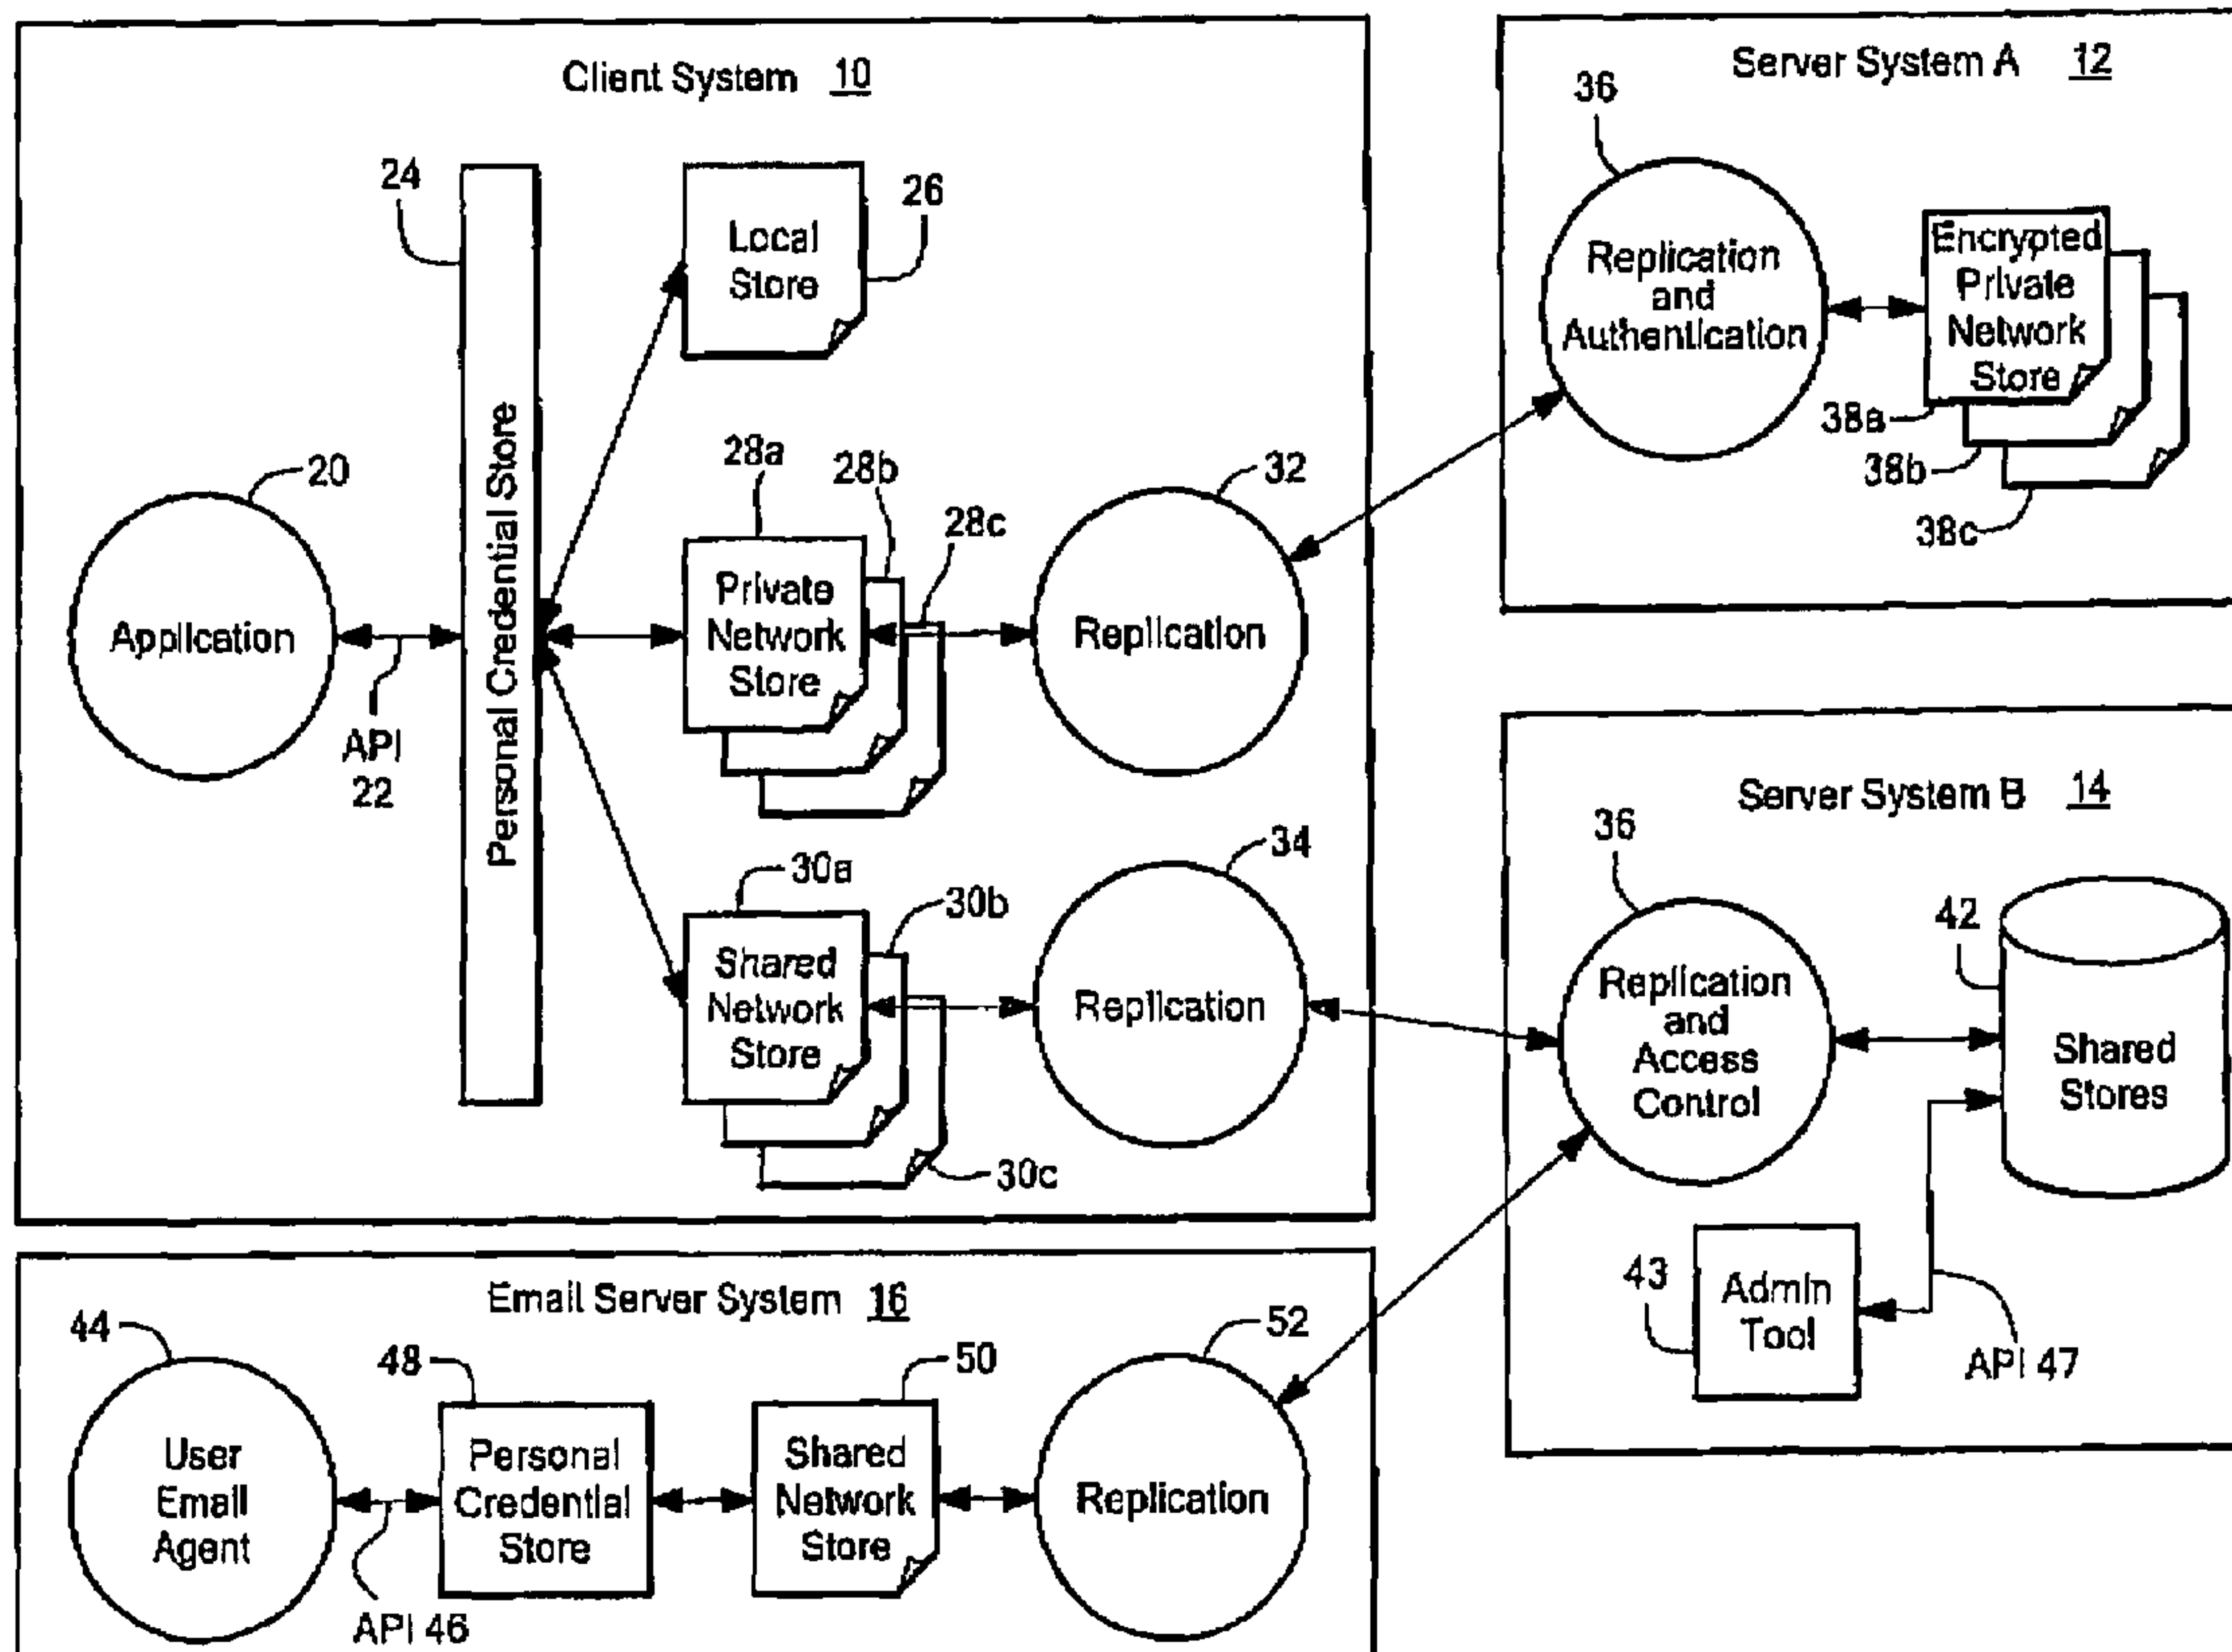 Client System 10
24
Personal Credential Store
Local
Store
26
20
Application
API
22
28a
28b
28c
Private
Network
Store
32
Replication
30a
30b
30c
Shared
Network
Store
34
Replication
Server System A 12
36
Replication
and
Authentication
Encrypted
Private
Network
Store
38a
38b
38c
Server System B 14
36
Replication
and
Access
Control
42
Shared
Stores
43
Admin
Tool
API 47
Email Server System 16
44
User
Email
Agent
API 46
48
Personal
Credential
Store
50
Shared
Network
Store
52
Replication